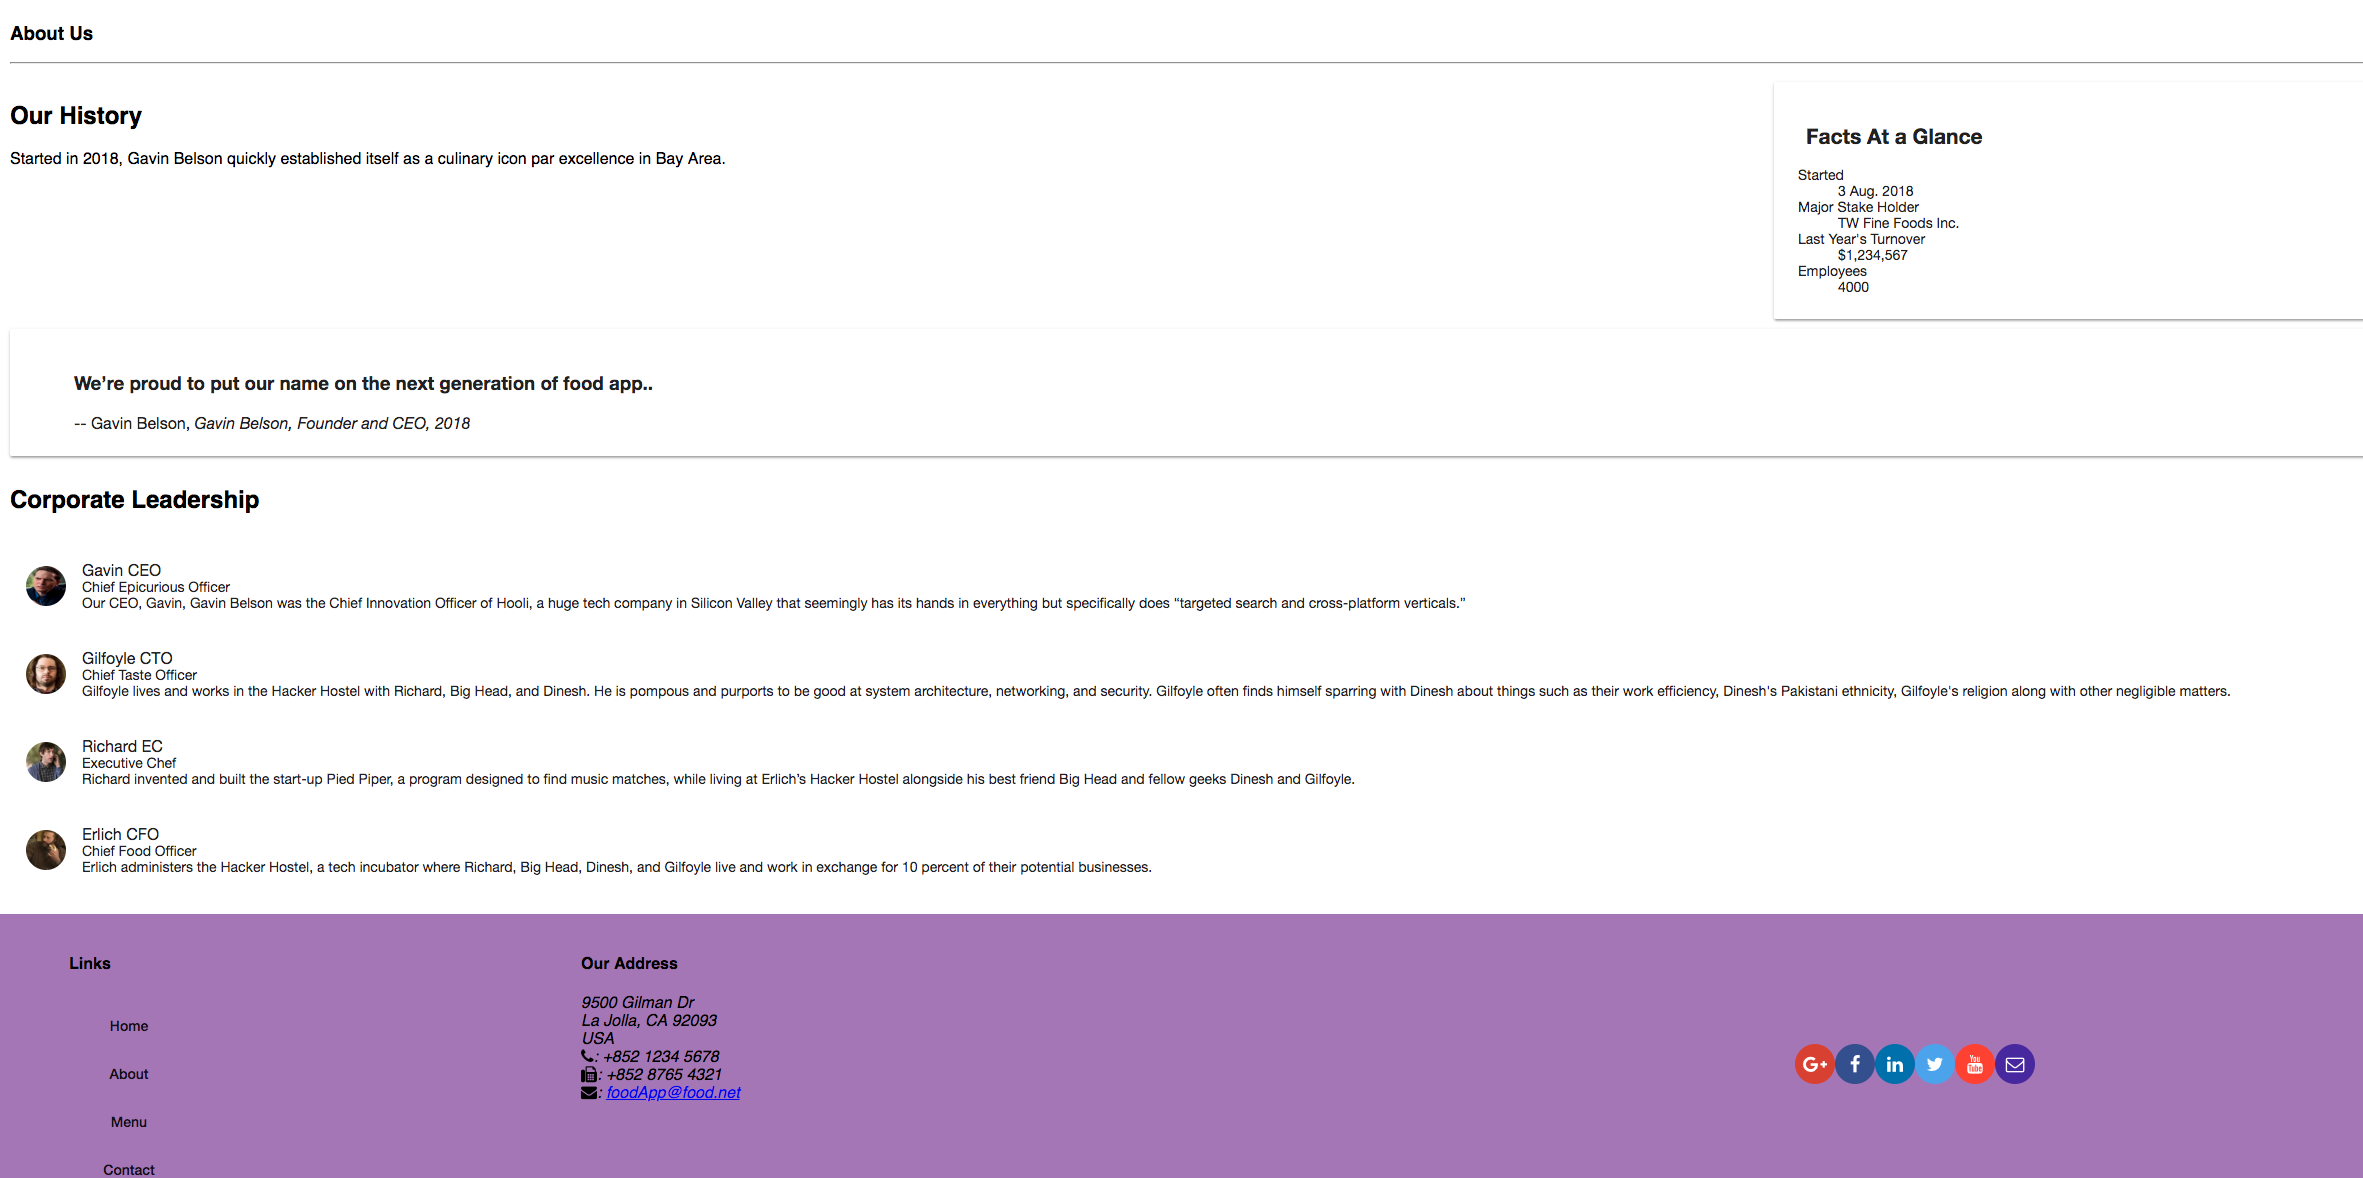 About Us
Our History
Started in 2018, Gavin Belson quickly established itself as a culinary icon par excellence in Bay Area.
Facts At a Glance
Started
3 Aug. 2018
Major Stake Holder
TW Fine Foods Inc.
Last Year's Turnover
$1,234,567
Employees
4000
We’re proud to put our name on the next generation of food app..
-- Gavin Belson, Gavin Belson, Founder and CEO, 2018
Corporate Leadership
Gavin CEO
Chief Epicurious Officer
Our CEO, Gavin, Gavin Belson was the Chief Innovation Officer of Hooli, a huge tech company in Silicon Valley that seemingly has its hands in everything but specifically does “targeted search and cross-platform verticals.”
Gilfoyle CTO
Chief Taste Officer
Gilfoyle lives and works in the Hacker Hostel with Richard, Big Head, and Dinesh. He is pompous and purports to be good at system architecture, networking, and security. Gilfoyle often finds himself sparring with Dinesh about things such as their work efficiency, Dinesh's Pakistani ethnicity, Gilfoyle's religion along with other negligible matters.
Richard EC
Executive Chef
Richard invented and built the start-up Pied Piper, a program designed to find music matches, while living at Erlich’s Hacker Hostel alongside his best friend Big Head and fellow geeks Dinesh and Gilfoyle.
Erlich CFO
Chief Food Officer
Erlich administers the Hacker Hostel, a tech incubator where Richard, Big Head, Dinesh, and Gilfoyle live and work in exchange for 10 percent of their potential businesses.
Links
Home
About
Menu
Contact
Our Address
9500 Gilman Dr
La Jolla, CA 92093
USA
: +852 1234 5678
: +852 8765 4321
: foodApp@food.net
G+ f in You Tube